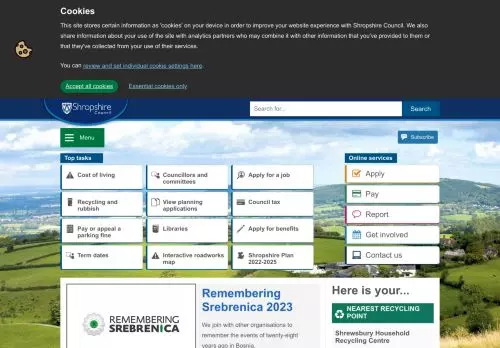 Cookies
This site stores certain information as 'cookies' on your device in order to improve your website experience with Shropshire Council. We also
share information about your use of the site with analytics partners who may combine it with other information that you've provided to them or
that they've collected from your use of their services.
You can review and set individual cookie settings here.
Accept all cookies
Essential cookies only
Shropshire
Council
Search for...
Search
Menu
Subscribe
Top tasks
Online services
Cost of living
Councillors and
committees
Apply for a job
Apply
Recycling and
rubbish
View planning
applications
Council tax
Pay
Pay or appeal a
parking fine
Libraries
Apply for benefits
Report
Get involved
Term dates
Interactive roadworks
map
Shropshire Plan
2022-2025
Contact us
REMEMBERING
SREBRENICA
Remembering
Srebrenica 2023
We join with other organisations to
remember the events of twenty-eight
years ago in Bosnia.
Here is your...
NEAREST RECYCLING
POINT
Shrewsbury Household
Recycling Centre